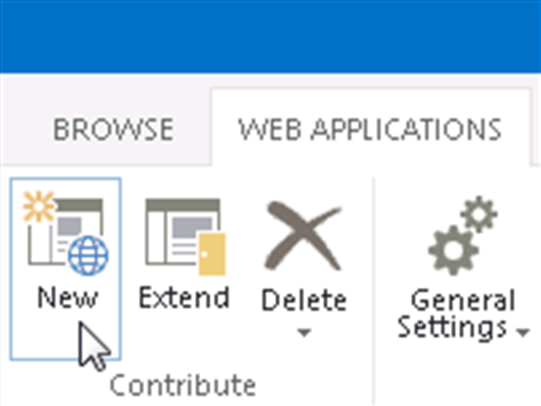 BROWSE WEB APPLICATIONS
New Extend Delete General
Settings
Contribute